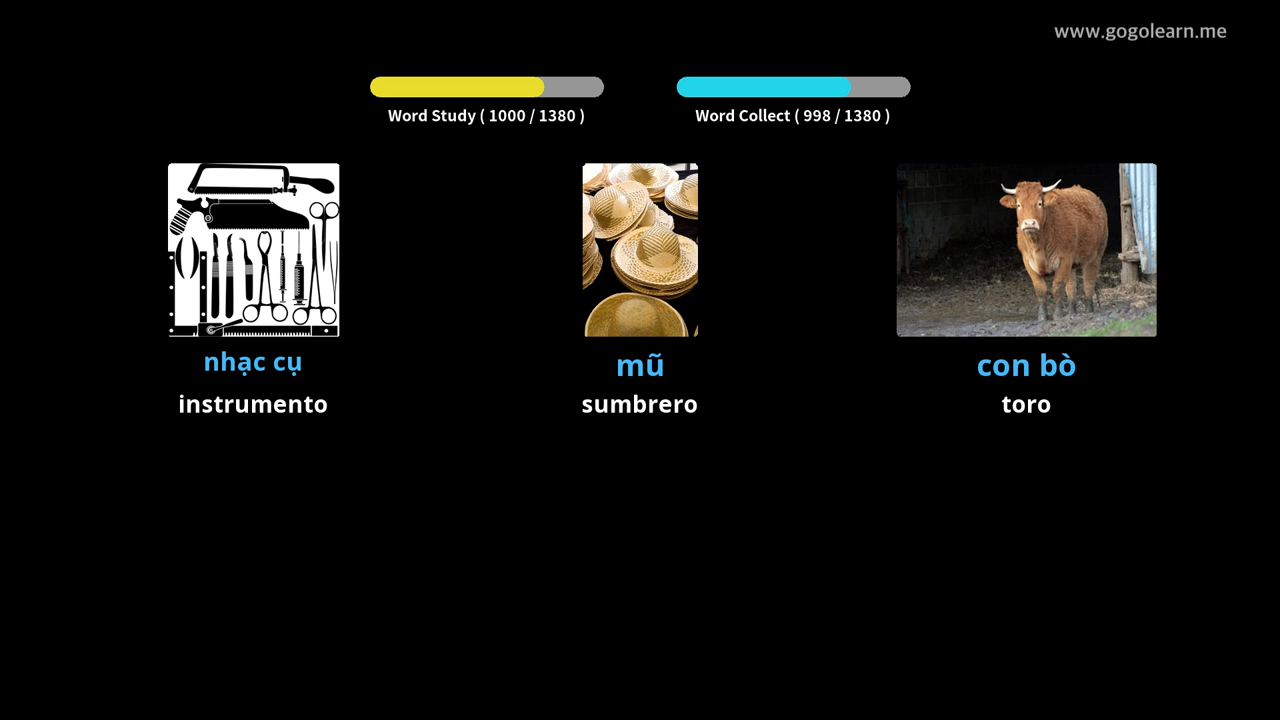 www.gogolearn.me
Word Study ( 1000 / 1380 )
Word Collect ( 998 / 1380 )
nhạc cụ
mũ
con bò
instrumento
sumbrero
toro